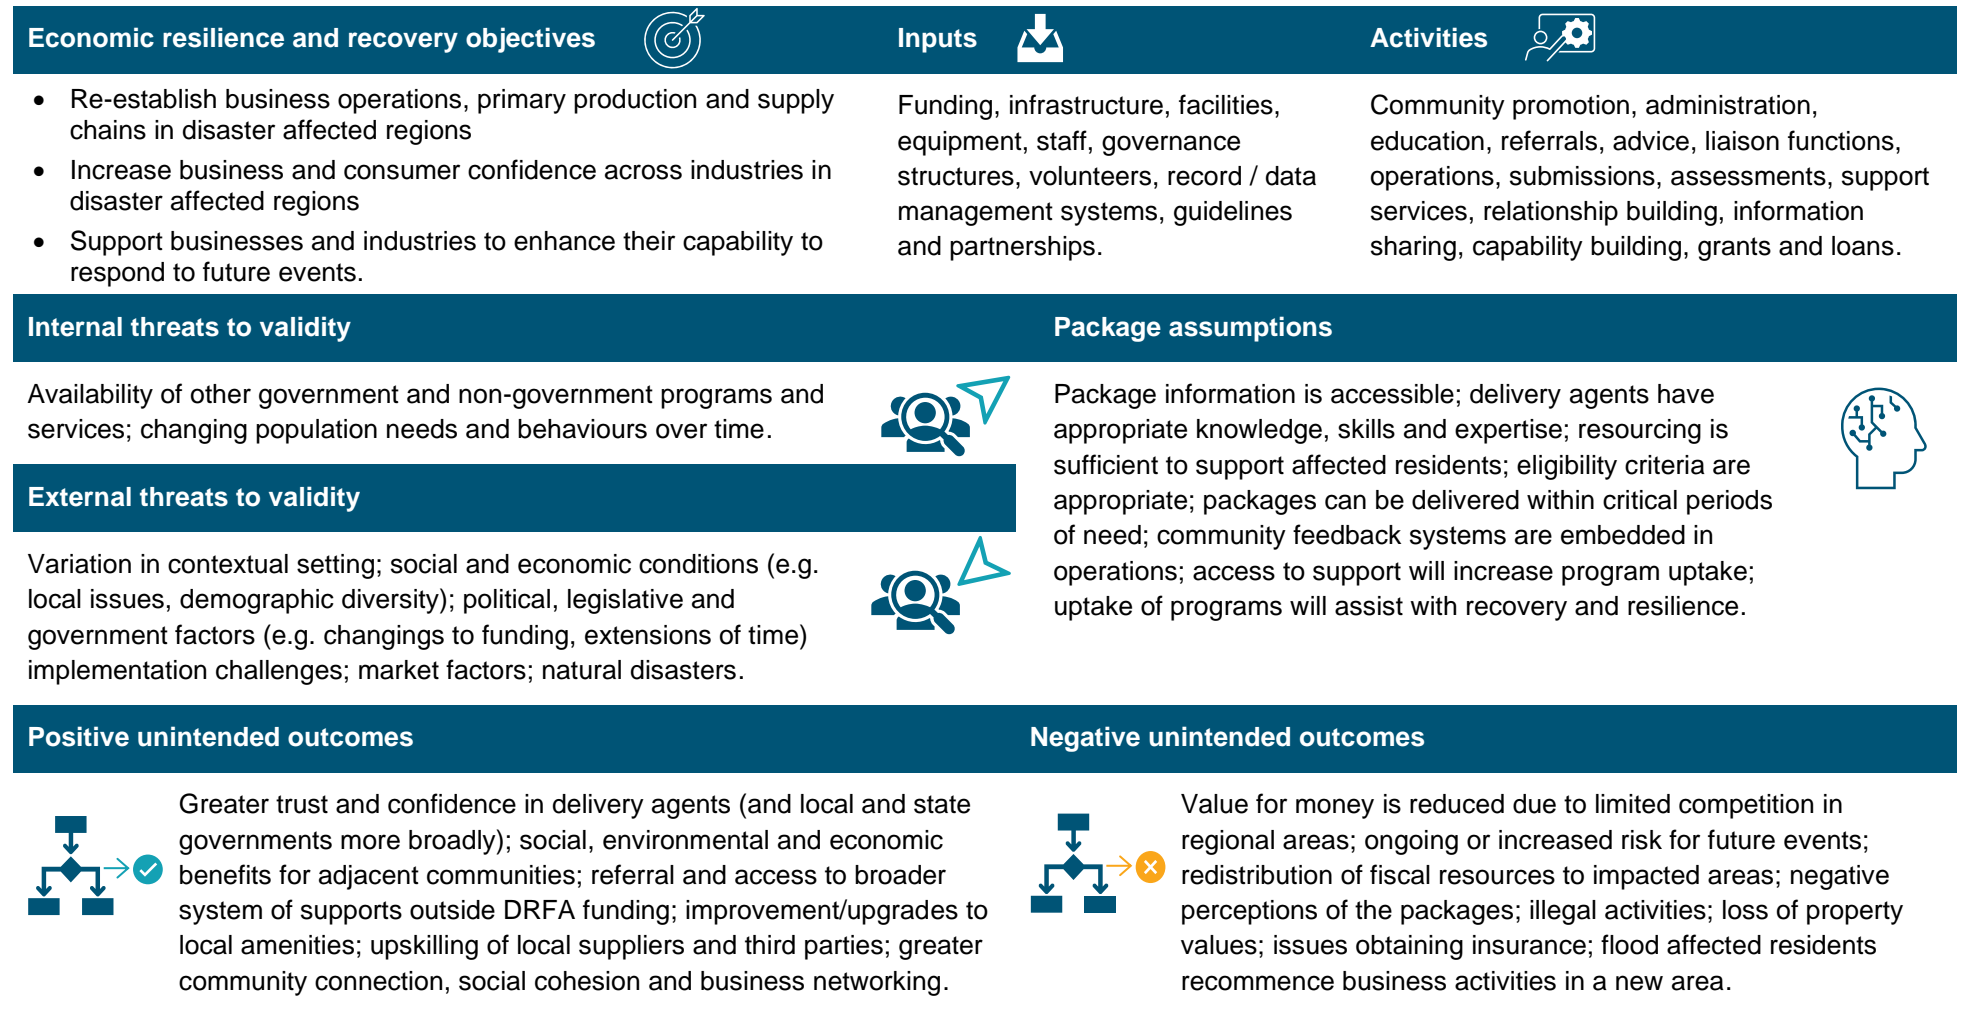 Economic resilience and recovery objectives
• Re-establish business operations, primary production and supply
chains in disaster affected regions
• Increase business and consumer confidence across industries in
disaster affected regions
• Support businesses and industries to enhance their capability to
respond to future events.
Inputs
Funding, infrastructure, facilities,
equipment, staff, governance
structures, volunteers, record / data
management systems, guidelines
and partnerships.
Activities
Community promotion, administration,
education, referrals, advice, liaison functions,
operations, submissions, assessments, support
services, relationship building, information
sharing, capability building, grants and loans.
Internal threats to validity
Availability of other government and non-government programs and
services; changing population needs and behaviours over time.
External threats to validity
Variation in contextual setting; social and economic conditions (e.g.
local issues, demographic diversity); political, legislative and
government factors (e.g. changings to funding, extensions of time)
implementation challenges; market factors; natural disasters.
Package assumptions
Package information is accessible; delivery agents have
appropriate knowledge, skills and expertise; resourcing is
sufficient to support affected residents; eligibility criteria are
appropriate; packages can be delivered within critical periods
of need; community feedback systems are embedded in
operations; access to support will increase program uptake;
uptake of programs will assist with recovery and resilience.
Positive unintended outcomes
Greater trust and confidence in delivery agents (and local and state
governments more broadly); social, environmental and economic
benefits for adjacent communities; referral and access to broader
system of supports outside DRFA funding; improvement/upgrades to
local amenities; upskilling of local suppliers and third parties; greater
community connection, social cohesion and business networking.
Negative unintended outcomes
Value for money is reduced due to limited competition in
regional areas; ongoing or increased risk for future events;
redistribution of fiscal resources to impacted areas; negative
perceptions of the packages; illegal activities; loss of property
values; issues obtaining insurance; flood affected residents
recommence business activities in a new area.